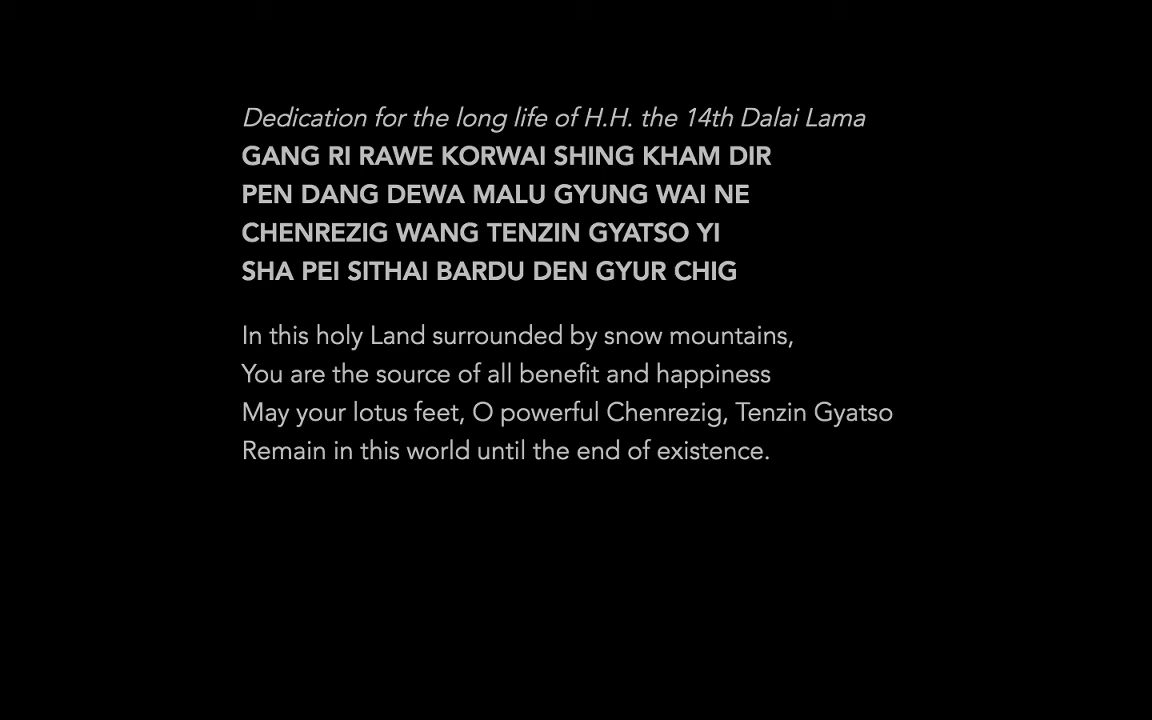 Dedication for the long life of H.H. the 14th Dalai Lama
GANG RI RAWE KORWAI SHING KHAM DIR
PEN DANG DEWA MALU GYUNG WAI NE
CHENREZIG WANG TENZIN GYATSO YI
SHA PEI SITHAI BARDU DEN GYUR CHIG
In this holy Land surrounded by snow mountains,
You are the source of all benefit and happiness
May your lotus feet, O powerful Chenrezig, Tenzin Gyatso
Remain in this world until the end of existence.